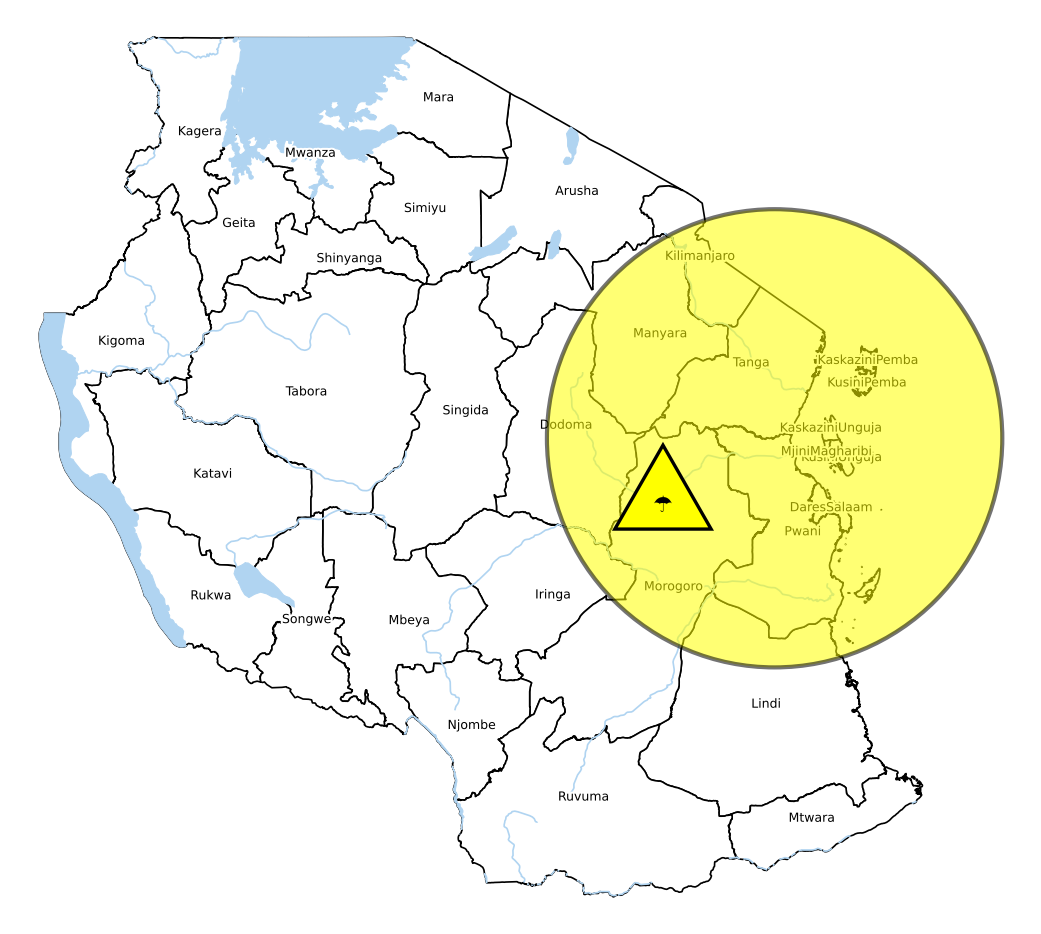 Mara
Kagera
Mwanza
Arusha
Simiyu
Geita
Kilimanjaro
Shinyanga
Manyara
Kigoma
KaskaziniPemba
Tanga
KusiniPemba
Tabora
Singida
Dodoma
KaskaziniUnguja
MjiniMagharibi
KusiniUnguja
Katavi
DaresSalaam
Pwani
Morogoro
Rukwa
Iringa
Songwe
Mbeya
Lindi
Njombe
Ruvuma
Mtwara